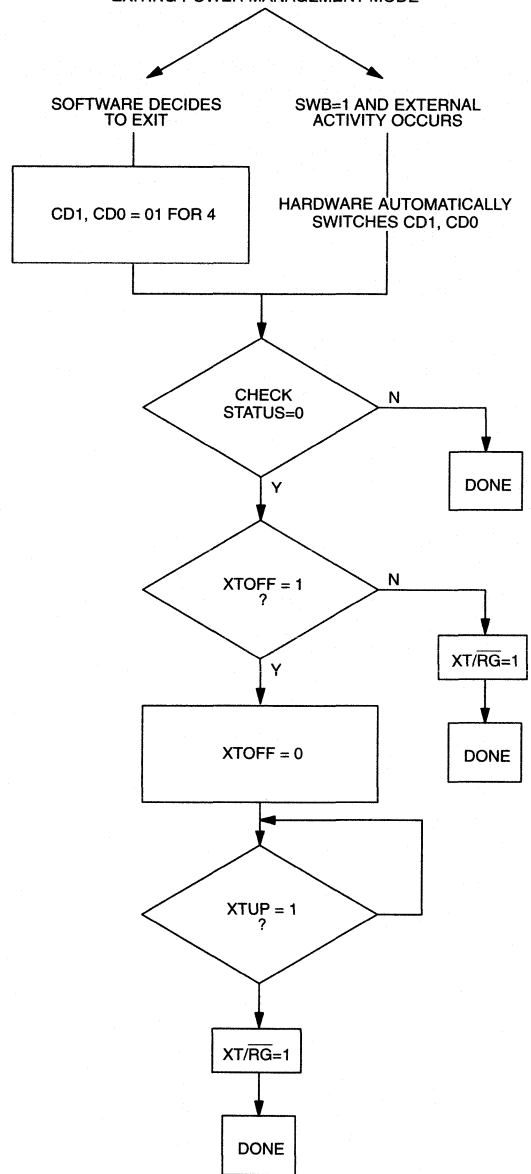 EXITING POWER MANAGEMENT MODE
SOFTWARE DECIDES
TO EXIT
SWB=1 AND EXTERNAL
ACTIVITY OCCURS
CD1, CD0 = 01 FOR 4
HARDWARE AUTOMATICALLY
SWITCHES CD1, CD0
CHECK
STATUS=0
N
DONE
Y
XTOFF = 1
?
N
XT/R̅G̅=1
DONE
Y
XTOFF = 0
XTUP = 1
?
XT/R̅G̅=1
DONE